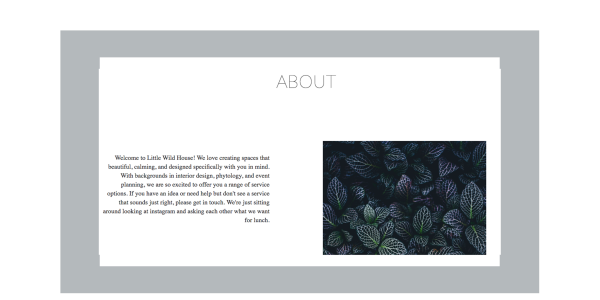 ABOUT
Welcome to Little Wild House! We love creating spaces that
beautiful, calming, and designed specifically with you in mind.
With backgrounds in interior design, phytology, and event
planning, we are so excited to offer you a range of service
options. If you have an idea or need help but don't see a service
that sounds just right, please get in touch. We're just sitting
around looking at instagram and asking each other what we want
for lunch.